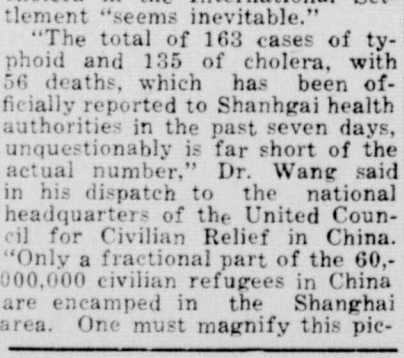 tlement “seems inevitable.”
“The total of 163 cases of ty-
phoid and 135 of cholera, with
56 deaths, which has been of-
ficially reported to Shanhgai health
authorities in the past seven days,
unquestionably is far short of the
actual number,” Dr. Wang said
in his dispatch to the national
headquarters of the United Coun-
cil for Civilian Relief in China.
“Only a fractional part of the 60,-
000,000 civilian refugees in China
are encamped in the Shanghai
area. One must magnify this pic-